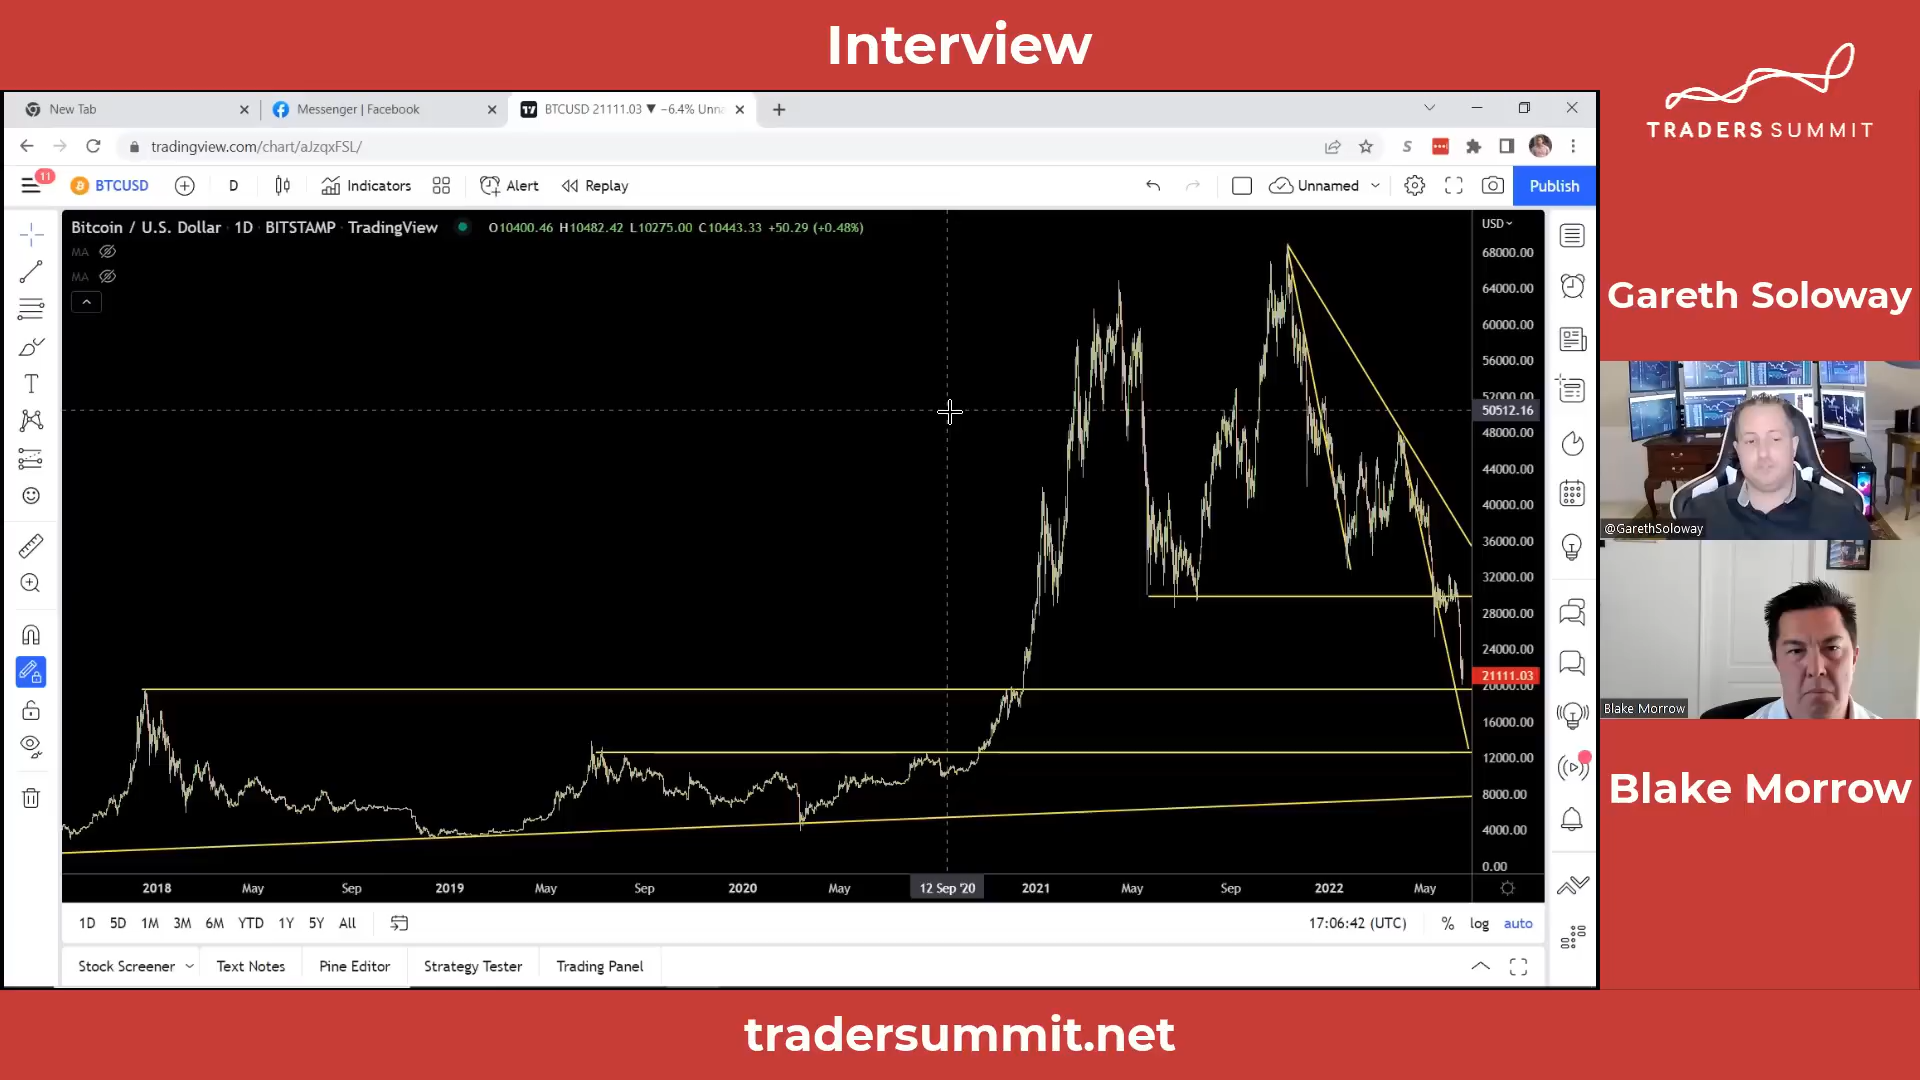 Interview
TRADERS SUMMIT
New Tab
Messenger | Facebook
BTCUSD 21111.03 ▼ −6.4% Unna
tradingview.com/chart/aJzqxFSL/
11
BTCUSD
D
Indicators
Alert
Replay
Unnamed
Publish
Bitcoin / U.S. Dollar · 1D · BITSTAMP · TradingView
O10400.46 H10482.42 L10275.00 C10443.33 +50.29 (+0.48%)
MA
MA
USD
68000.00
64000.00
60000.00
56000.00
52000.00
50512.16
48000.00
44000.00
40000.00
36000.00
32000.00
28000.00
24000.00
21111.03
20000.00
16000.00
12000.00
8000.00
4000.00
0.00
2018 May Sep 2019 May Sep 2020 May 12 Sep '20 2021 May Sep 2022 May
1D 5D 1M 3M 6M YTD 1Y 5Y All
17:06:42 (UTC) % log auto
Stock Screener Text Notes Pine Editor Strategy Tester Trading Panel
Gareth Soloway
@GarethSoloway
Blake Morrow
Blake Morrow
tradersummit.net